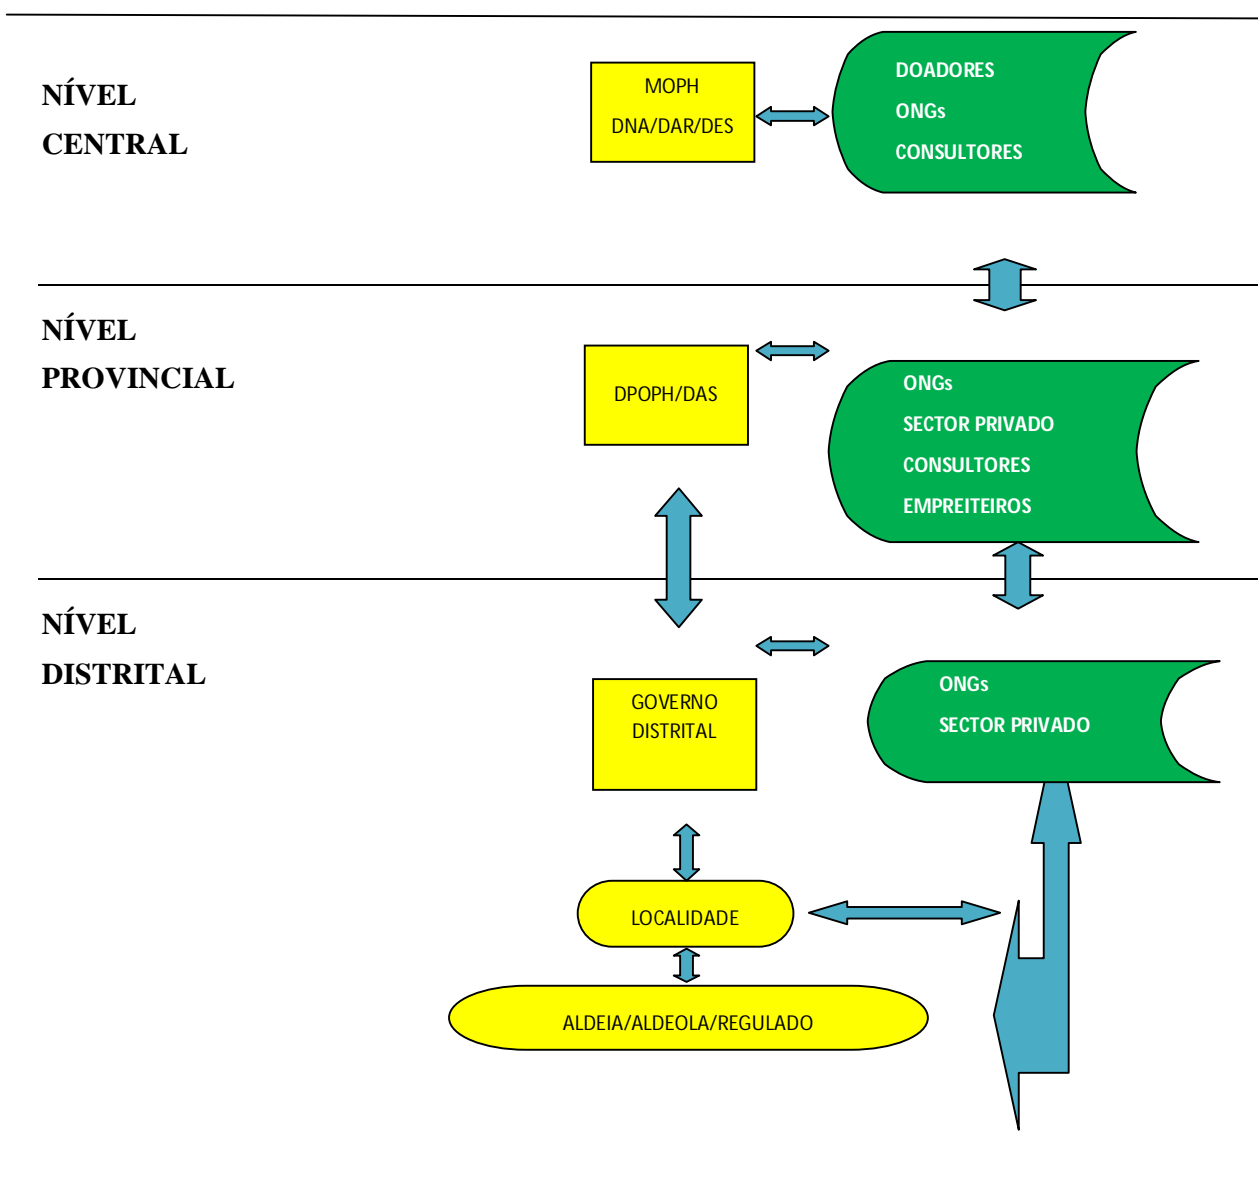 NÍVEL
CENTRAL
MOPH
DNA/DAR/DES
DOADORES
ONGs
CONSULTORES
NÍVEL
PROVINCIAL
DPOPH/DAS
ONGs
SECTOR PRIVADO
CONSULTORES
EMPREITEIROS
NÍVEL
DISTRITAL
GOVERNO
DISTRITAL
ONGs
SECTOR PRIVADO
LOCALIDADE
ALDEIA/ALDEOLA/REGULADO